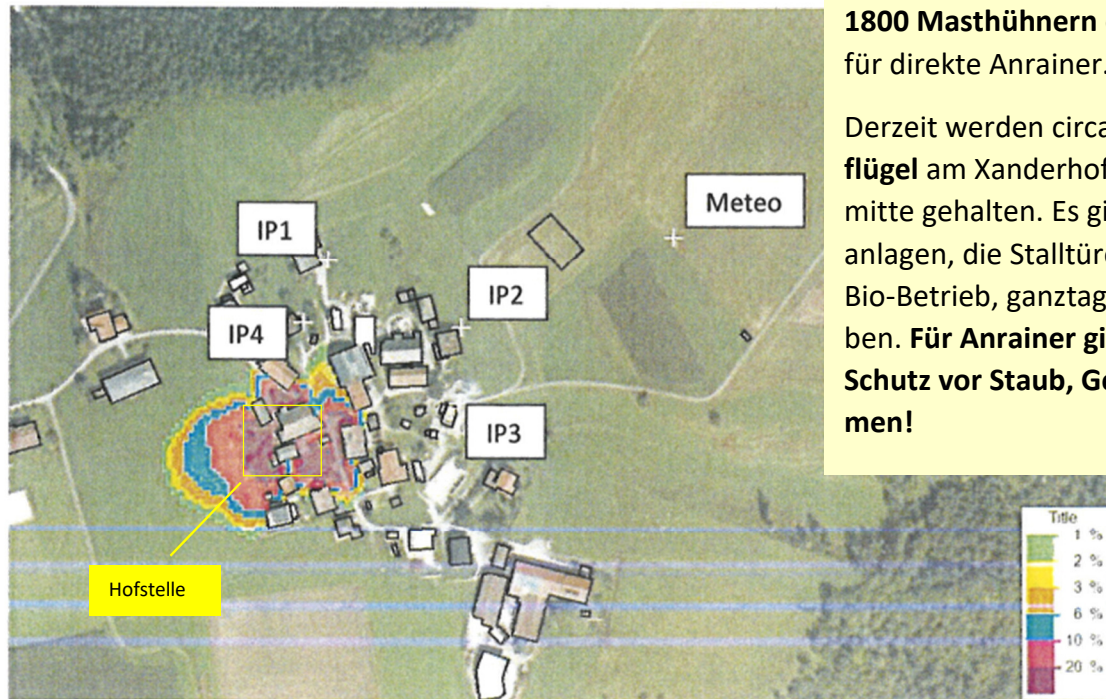 1800 Masthühnern
für direkte Anrainer.
Derzeit werden circa
flügel am Xanderhof
mitte gehalten. Es gi
anlagen, die Stalltüre
Bio-Betrieb, ganztag
ben. Für Anrainer gi
Schutz vor Staub, Ge
men!
Meteo
IP1
IP2
IP4
IP3
Hofstelle
Title
1 %
2 %
3 %
6 %
10 %
20 %